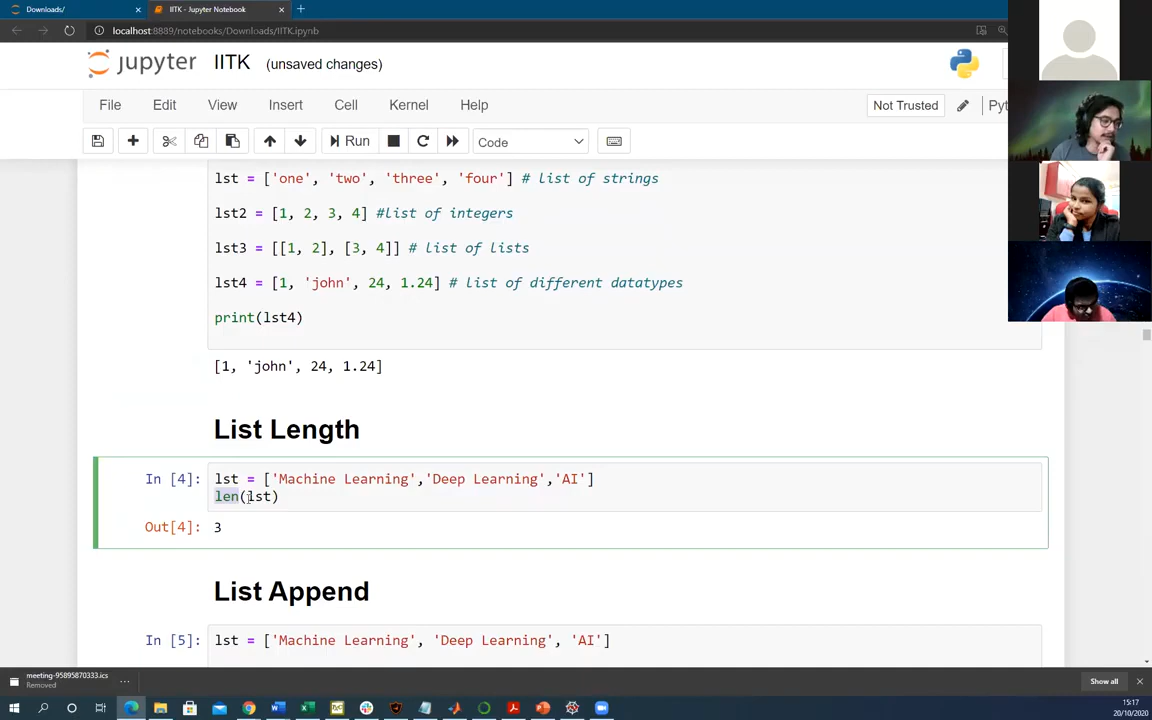 Downloads/
IITK - Jupyter Notebook
localhost:8889/notebooks/Downloads/IITK.ipynb
jupyter IITK (unsaved changes)
File Edit View Insert Cell Kernel Help
Not Trusted
Pyt
Run
Code
lst = ['one', 'two', 'three', 'four'] # list of strings
lst2 = [1, 2, 3, 4] #list of integers
lst3 = [[1, 2], [3, 4]] # list of lists
lst4 = [1, 'john', 24, 1.24] # list of different datatypes
print(lst4)
[1, 'john', 24, 1.24]
List Length
In [4]: lst = ['Machine Learning','Deep Learning','AI']
len(lst)
Out[4]: 3
List Append
In [5]: lst = ['Machine Learning', 'Deep Learning', 'AI']
meeting-95895870333.ics
Removed
Show all
15:17
20/10/2020